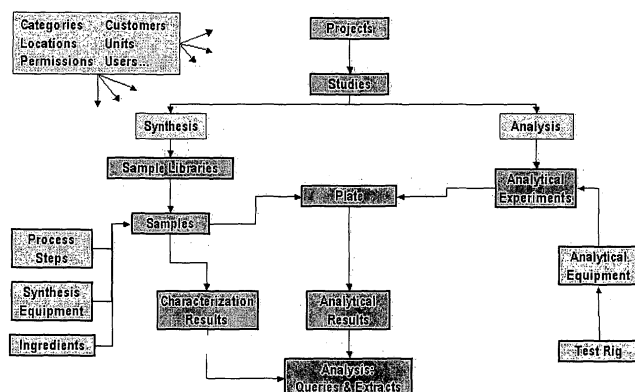 Categories Customers
Locations Units
Permissions Users...
Projects
Studies
Synthesis
Analysis
Sample Libraries
Analytical
Experiments
Plate
Samples
Process
Steps
Analytical
Equipment
Synthesis
Equipment
Characterization
Results
Analytical
Results
Ingredients
Test Rig
Analysis:
Queries & Extracts